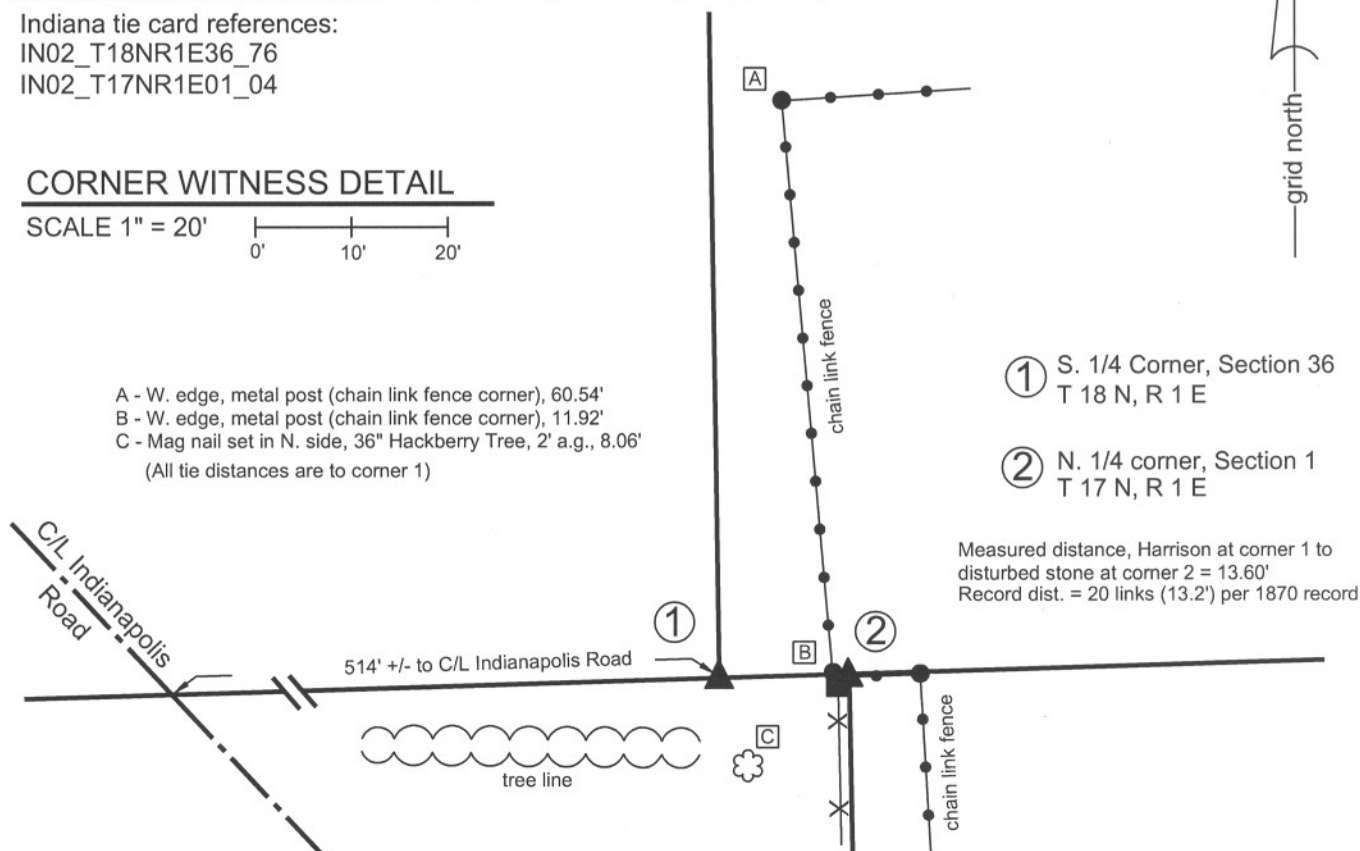 Indiana tie card references:
IN02_T18NR1E36_76
IN02_T17NR1E01_04
CORNER WITNESS DETAIL
SCALE 1" = 20'
0' 10' 20'
A
grid north
chain link fence
A - W. edge, metal post (chain link fence corner), 60.54'
B - W. edge, metal post (chain link fence corner), 11.92'
C - Mag nail set in N. side, 36" Hackberry Tree, 2' a.g., 8.06'
(All tie distances are to corner 1)
1 S. 1/4 Corner, Section 36
T 18 N, R 1 E
2 N. 1/4 corner, Section 1
T 17 N, R 1 E
Measured distance, Harrison at corner 1 to
disturbed stone at corner 2 = 13.60'
Record dist. = 20 links (13.2') per 1870 record
C/L Indianapolis
Road
1
2
B
514' +/- to C/L Indianapolis Road
C
tree line
chain link fence